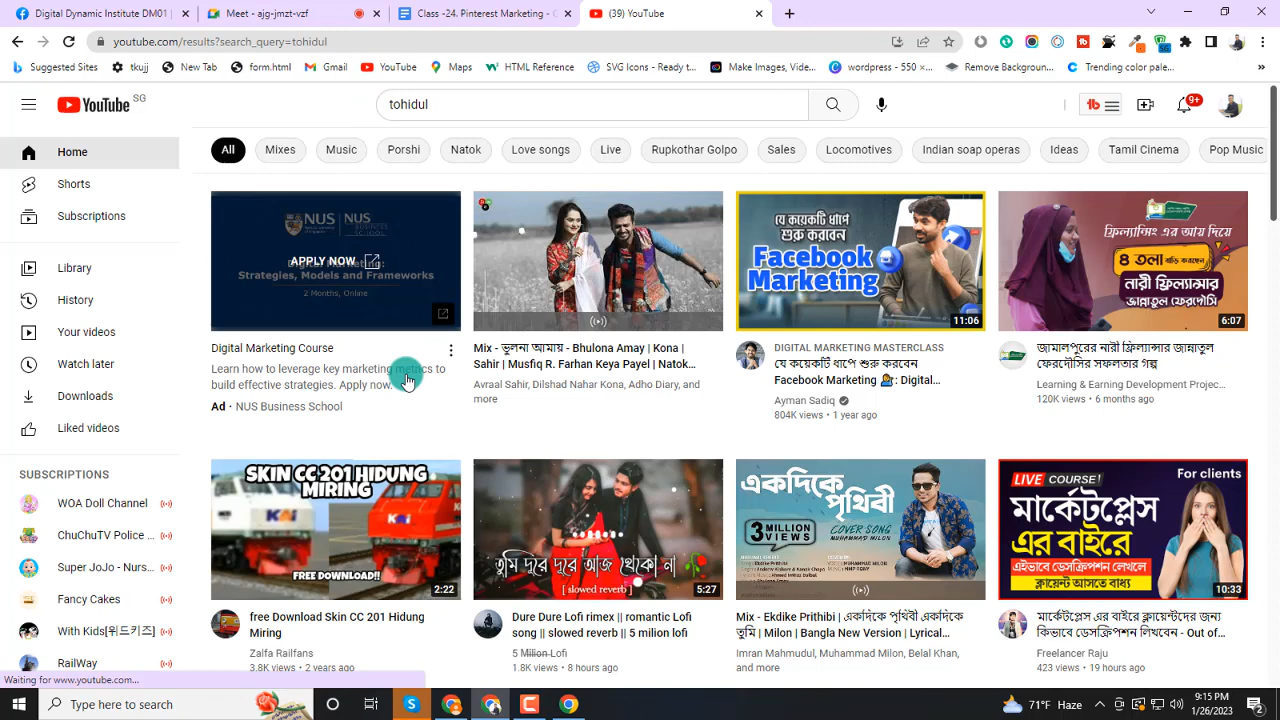 Institute Digital Muslim DM01
Meet - ajg-jmzt-vzf
Class -24. Pinterest Marketing - G
(39) YouTube
youtube.com/results?search_query=tohidul
Suggested Sites
tkujj
New Tab
form.html
Gmail
YouTube
Maps
HTML Reference
SVG Icons - Ready t...
Make Images, Video...
wordpress - 550 ×...
Remove Background...
Trending color pale...
YouTube SG
tohidul
9+
All
Mixes
Music
Porshi
Natok
Love songs
Live
Rupkothar Golpo
Sales
Locomotives
Indian soap operas
Ideas
Tamil Cinema
Pop Music
Home
Shorts
Subscriptions
Library
History
Your videos
Watch later
Downloads
Liked videos
SUBSCRIPTIONS
WOA Doll Channel
ChuChuTV Police ...
Super JoJo - Nurs...
Fancy Cakes
With Kids[위드키즈]
RailWay
NUS | NUS
BUSINESS
SCHOOL
APPLY NOW
Strategies, Models and Frameworks
2 Months, Online
Digital Marketing Course
Learn how to leverage key marketing metrics to
build effective strategies. Apply now.
Ad · NUS Business School
Mix - ভুলনা আমায় - Bhulona Amay | Kona |
Sahir | Musfiq R. Farhan Keya Payel | Natok...
Avraal Sahir, Dilshad Nahar Kona, Adho Diary, and
more
যে কয়েকটি ধাপে
শুরু করবেন
Facebook
Marketing
11:06
DIGITAL MARKETING MASTERCLASS
যে কয়েকটি ধাপে শুরু করবেন
Facebook Marketing : Digital...
Ayman Sadiq
804K views • 1 year ago
ফ্রিল্যান্সিং এর আয় দিয়ে
৪ তলা বাড়ি করছেন
নারী ফ্রিল্যান্সার
জান্নাতুল ফেরদৌসি
6:07
জামালপুরের নারী ফ্রিল্যান্সার জান্নাতুল
ফেরদৌসির সফলতার গল্প
Learning & Earning Development Projec...
120K views • 6 months ago
SKIN CC 201 HIDUNG
MIRING
FREE DOWNLOAD!!
2:22
free Download Skin CC 201 Hidung
Miring
Zalfa Railfans
3.8K views • 2 years ago
তুমি দূরে দূরে আজ থেকো না
[ slowed reverb ]
5:27
Dure Dure Lofi rimex || romantic Lofi
song || slowed reverb || 5 milion lofi
5 Milion Lofi
1.8K views • 8 hours ago
একদিকে
পৃথিবী
3 MILLION
VIEWS
COVER SONG
MUHAMMAD MILON
Mix - Ekdike Prithibi | একদিকে পৃথিবী একদিকে
তুমি | Milon | Bangla New Version | Lyrical...
Imran Mahmudul, Muhammad Milon, Belal Khan,
and more
LIVE COURSE!
For clients
মার্কেটপ্লেস
এর বাইরে
এইভাবে ডেসক্রিপশন লেখলে
ক্লায়েন্ট আসতে বাধ্য
10:33
মার্কেটপ্লেস এর বাইরে ক্লায়েন্টদের জন্য
কিভাবে ডেসক্রিপশন লিখবেন - Out of...
Freelancer Raju
423 views • 19 hours ago
Waiting for www.youtube.com...
Type here to search
71°F Haze
9:15 PM
1/26/2023
2